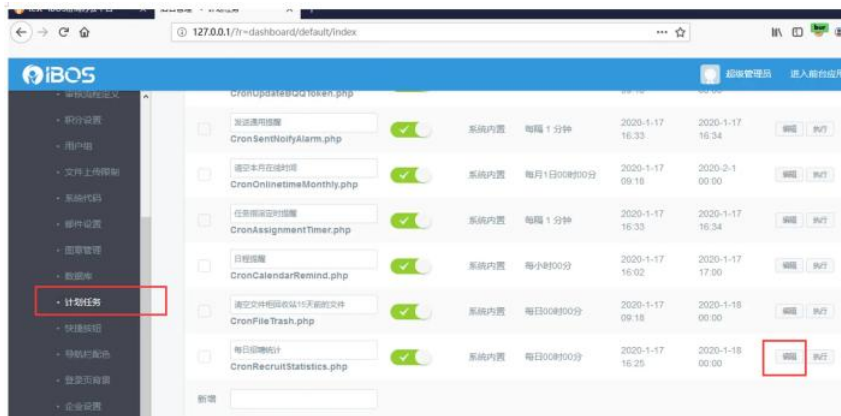 127.0.0.1/?r=dashboard/default/index
iBOS
超级管理员 进入前台应用
审核流程定义
积分设置
用户组
文件上传限制
系统代码
邮件设置
图章管理
数据库
计划任务
快捷按钮
导航栏配色
登录页背景
企业设置
CronUpdateBQQToken.php
发送通用提醒
CronSentNoifyAlarm.php 系统内置 每隔 1 分钟 2020-1-17 16:33 2020-1-17 16:34 编辑 执行
清空本月在线时间
CronOnlinetimeMonthly.php 系统内置 每月1日00时00分 2020-1-17 09:18 2020-2-1 00:00 编辑 执行
任务指派定时提醒
CronAssignmentTimer.php 系统内置 每隔 1 分钟 2020-1-17 16:33 2020-1-17 16:34 编辑 执行
日程提醒
CronCalendarRemind.php 系统内置 每小时00分 2020-1-17 16:02 2020-1-17 17:00 编辑 执行
清空文件柜回收站15天前的文件
CronFileTrash.php 系统内置 每日00时00分 2020-1-17 09:18 2020-1-18 00:00 编辑 执行
每日招聘统计
CronRecruitStatistics.php 系统内置 每日00时00分 2020-1-17 16:25 2020-1-18 00:00 编辑 执行
新增